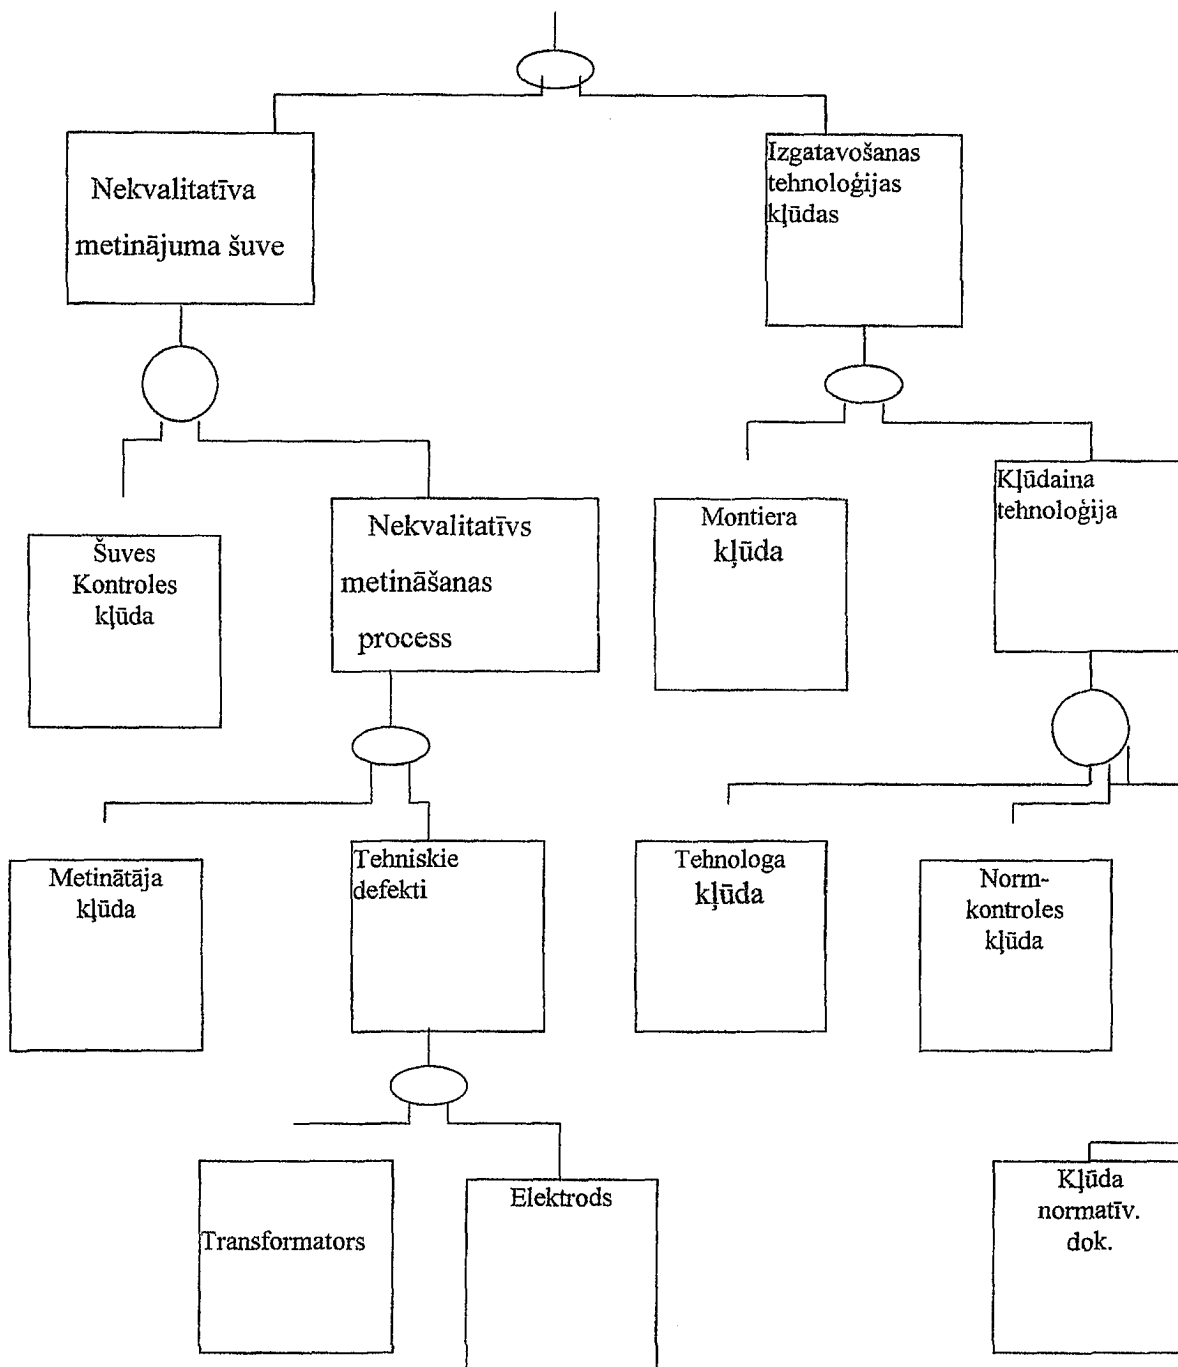 Nekvalitatīva
metinājuma šuve
Izgatavošanas
tehnoloģijas
kļūdas
Šuves
Kontroles
kļūda
Nekvalitatīvs
metināšanas
process
Montiera
kļūda
Kļūdaina
tehnoloģija
Metinātāja
kļūda
Tehniskie
defekti
Tehnologa
kļūda
Norm-
kontroles
kļūda
Transformators
Elektrods
Kļūda
normatīv.
dok.